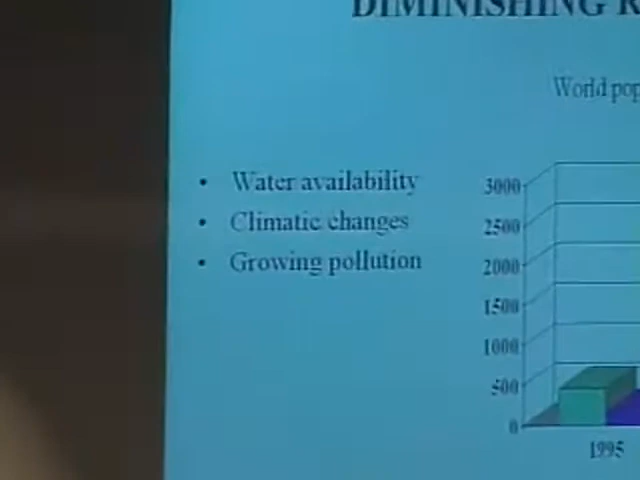 DIMINISHING R
World pop
• Water availability
• Climatic changes
• Growing pollution
3000
2500
2000
1500
1000
500
0
1995